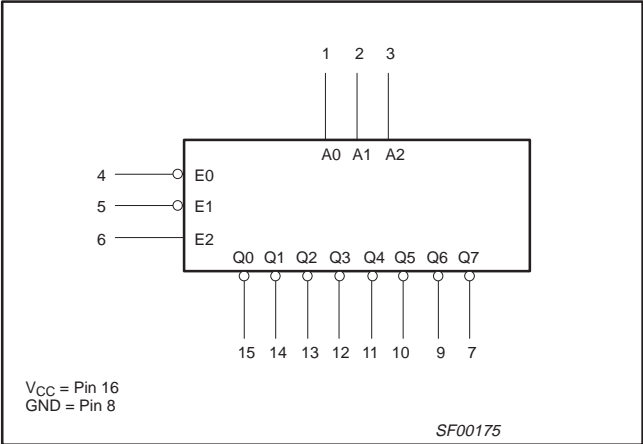 1 2 3
A0 A1 A2
4 E0
5 E1
6 E2
Q0 Q1 Q2 Q3 Q4 Q5 Q6 Q7
15 14 13 12 11 10 9 7
VCC = Pin 16
GND = Pin 8
SF00175